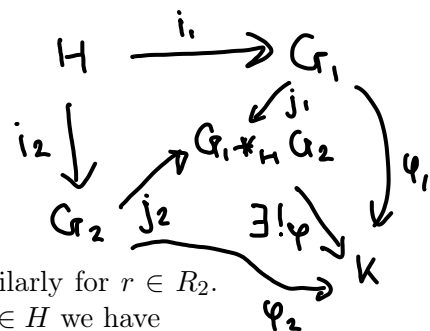 H i₁ G₁
i₂ j₁
G₁ *_H G₂ φ₁
G₂ j₂ ∃!φ
K
ilarly for r ∈ R₂.
φ₂
∈ H we have